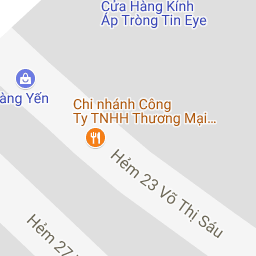 Cửa Hàng Kính
Áp Tròng Tin Eye
àng Yến
Chi nhánh Công
Ty TNHH Thương Mại...
Hẻm 23 Võ Thị Sáu
Hẻm 27